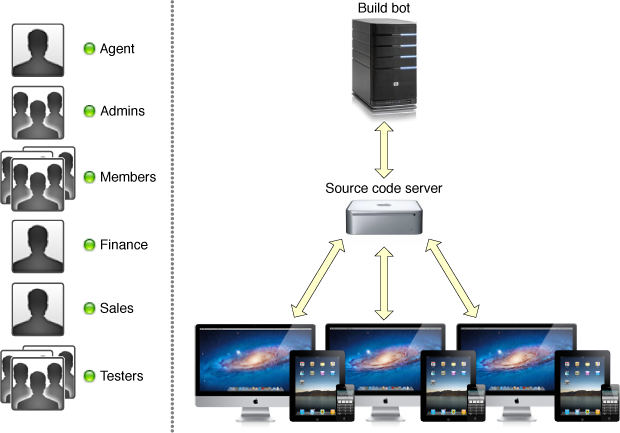 Agent
Admins
Members
Finance
Sales
Testers
Build bot
Source code server